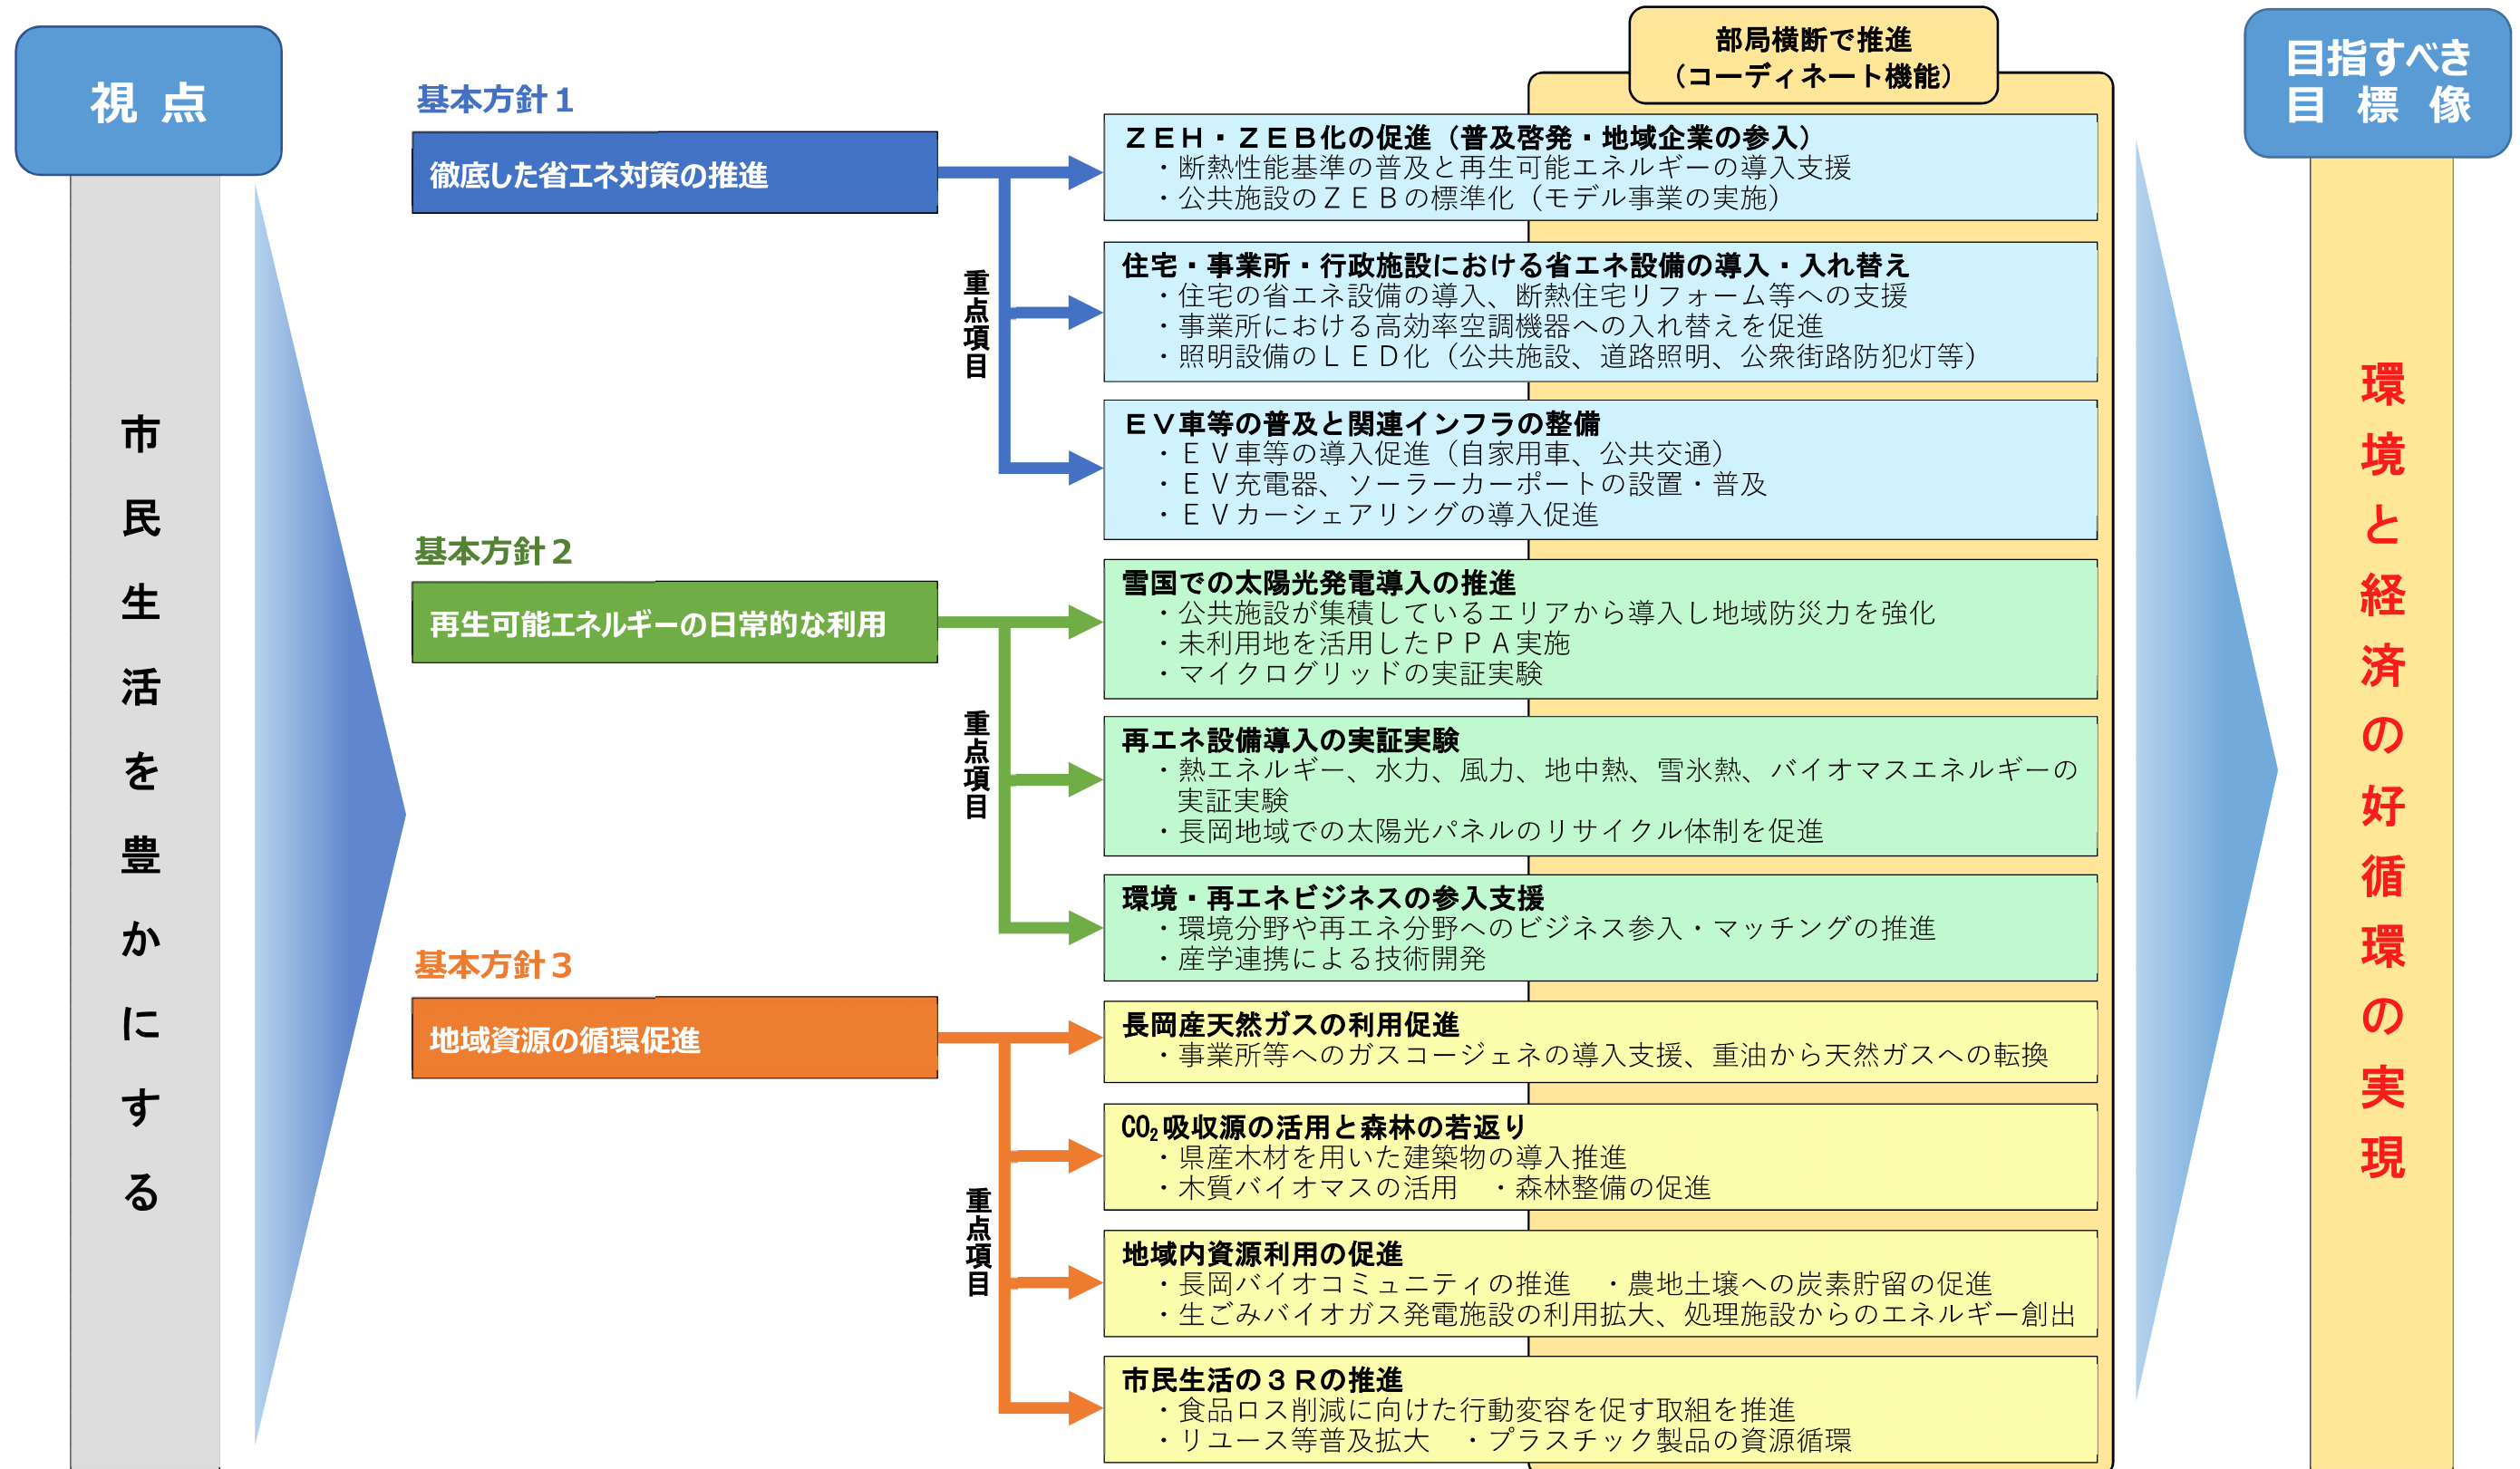 視 点
市民生活を豊かにする
基本方針１
徹底した省エネ対策の推進
重点項目
部局横断で推進
（コーディネート機能）
ＺＥＨ・ＺＥＢ化の促進（普及啓発・地域企業の参入）
・断熱性能基準の普及と再生可能エネルギーの導入支援
・公共施設のＺＥＢの標準化（モデル事業の実施）
住宅・事業所・行政施設における省エネ設備の導入・入れ替え
・住宅の省エネ設備の導入、断熱住宅リフォーム等への支援
・事業所における高効率空調機器への入れ替えを促進
・照明設備のＬＥＤ化（公共施設、道路照明、公衆街路防犯灯等）
ＥＶ車等の普及と関連インフラの整備
・ＥＶ車等の導入促進（自家用車、公共交通）
・ＥＶ充電器、ソーラーカーポートの設置・普及
・ＥＶカーシェアリングの導入促進
基本方針２
再生可能エネルギーの日常的な利用
重点項目
雪国での太陽光発電導入の推進
・公共施設が集積しているエリアから導入し地域防災力を強化
・未利用地を活用したＰＰＡ実施
・マイクログリッドの実証実験
再エネ設備導入の実証実験
・熱エネルギー、水力、風力、地中熱、雪氷熱、バイオマスエネルギーの
実証実験
・長岡地域での太陽光パネルのリサイクル体制を促進
環境・再エネビジネスの参入支援
・環境分野や再エネ分野へのビジネス参入・マッチングの推進
・産学連携による技術開発
基本方針３
地域資源の循環促進
重点項目
長岡産天然ガスの利用促進
・事業所等へのガスコージェネの導入支援、重油から天然ガスへの転換
CO₂吸収源の活用と森林の若返り
・県産木材を用いた建築物の導入推進
・木質バイオマスの活用　・森林整備の促進
地域内資源利用の促進
・長岡バイオコミュニティの推進　・農地土壌への炭素貯留の促進
・生ごみバイオガス発電施設の利用拡大、処理施設からのエネルギー創出
市民生活の３Ｒの推進
・食品ロス削減に向けた行動変容を促す取組を推進
・リユース等普及拡大　・プラスチック製品の資源循環
目指すべき
目 標 像
環境と経済の好循環の実現